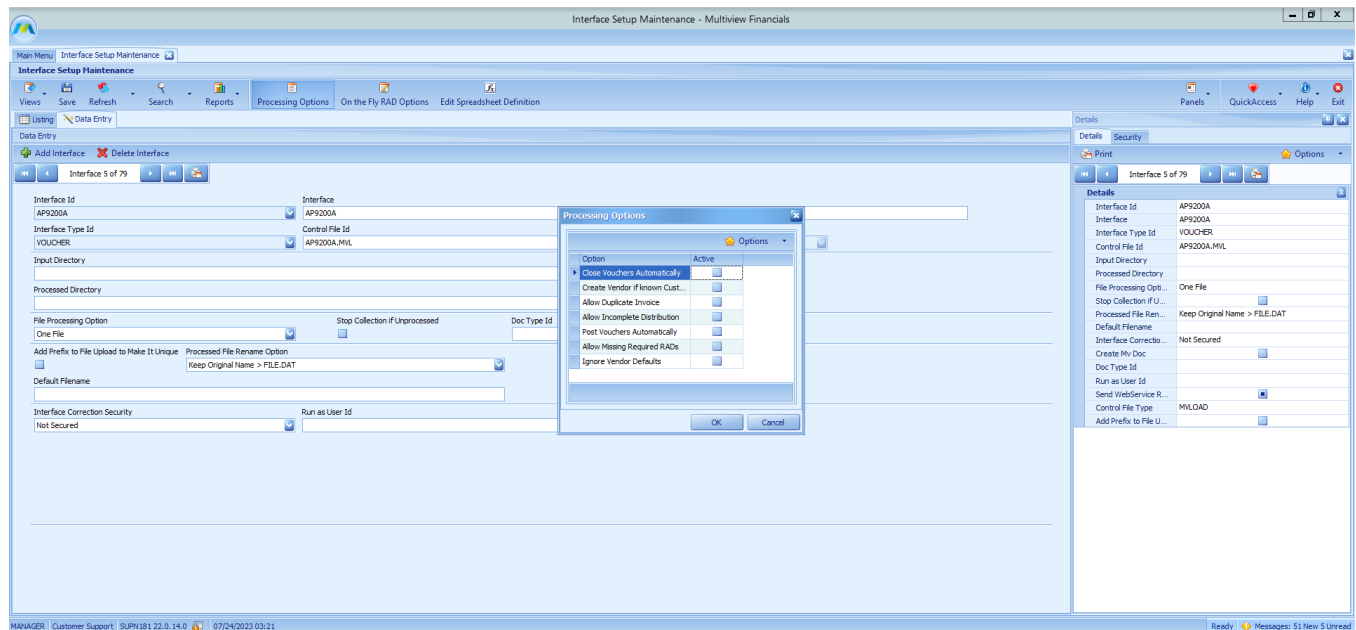 Interface Setup Maintenance - Multiview Financials
Main Menu Interface Setup Maintenance
Interface Setup Maintenance
Views Save Refresh Search Reports Processing Options On the Fly RAD Options Edit Spreadsheet Definition Panels QuickAccess Help Exit
Listing Data Entry
Data Entry
Add Interface Delete Interface
Interface 5 of 79
Interface Id Interface
AP9200A AP9200A
Interface Type Id Control File Id
VOUCHER AP9200A.MVL
Input Directory
Processed Directory
File Processing Option Stop Collection if Unprocessed Doc Type Id
One File
Add Prefix to File Upload to Make It Unique Processed File Rename Option
Keep Original Name > FILE.DAT
Default Filename
Interface Correction Security Run as User Id
Not Secured
Processing Options
Options
Option Active
Close Vouchers Automatically
Create Vendor if known Cust...
Allow Duplicate Invoice
Allow Incomplete Distribution
Post Vouchers Automatically
Allow Missing Required RADs
Ignore Vendor Defaults
OK Cancel
Details
Details Security
Print Options
Interface 5 of 79
Details
Interface Id AP9200A
Interface AP9200A
Interface Type Id VOUCHER
Control File Id AP9200A.MVL
Input Directory
Processed Directory
File Processing Opti... One File
Stop Collection if U...
Processed File Ren... Keep Original Name > FILE.DAT
Default Filename
Interface Correctio... Not Secured
Create Mv Doc
Doc Type Id
Run as User Id
Send WebService R...
Control File Type MVLOAD
Add Prefix to File U...
MANAGER Customer Support SUPN181 22.0.14.0 07/24/2023 03:21 Ready Messages: 51 New 5 Unread